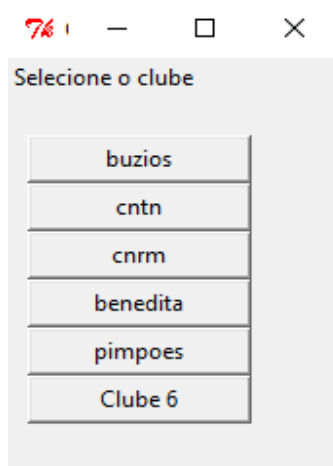 Selecione o clube
buzios
cntn
cnrm
benedita
pimpoes
Clube 6